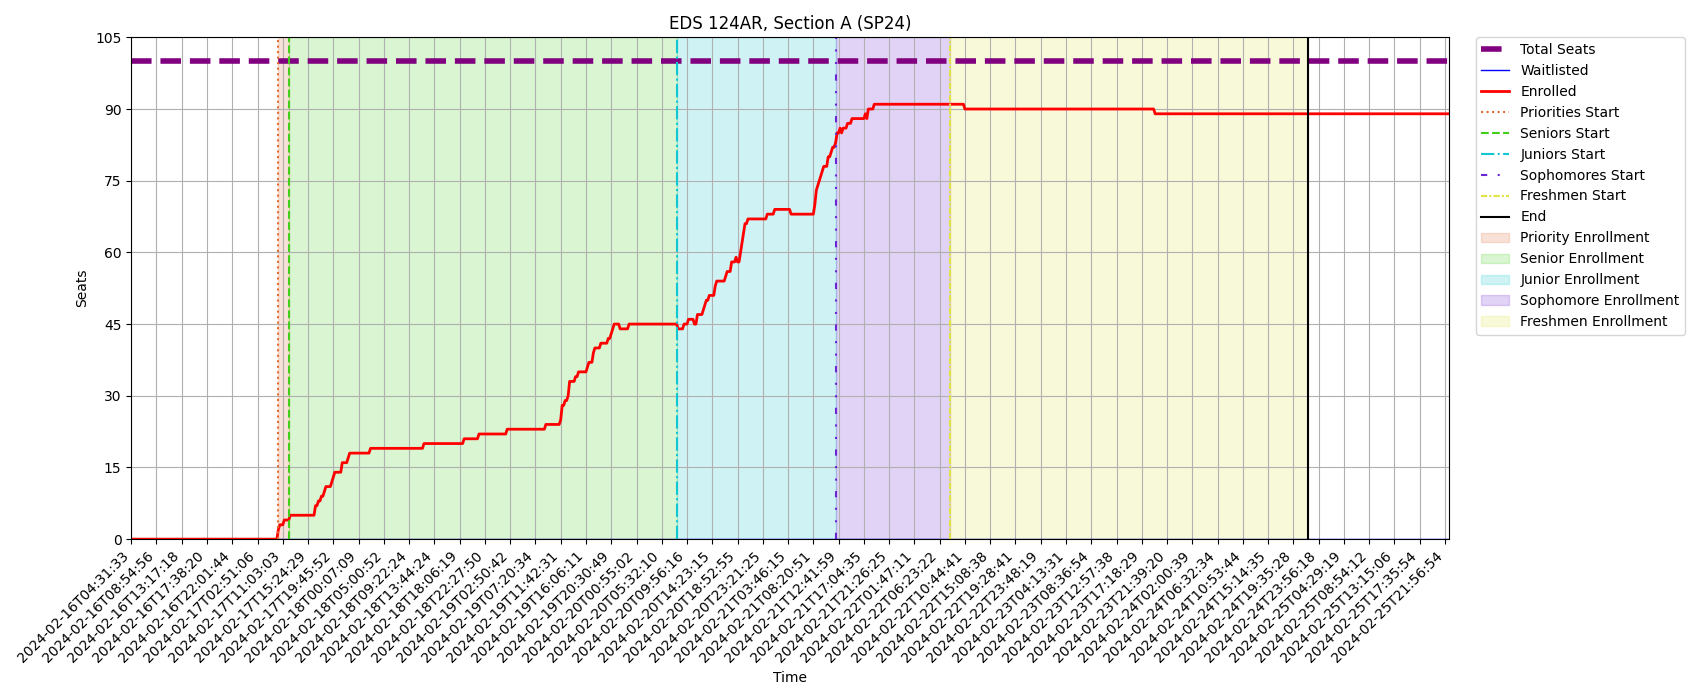 EDS 124AR, Section A (SP24)
105
90
75
60
45
30
15
0
Seats
2024-02-16T04:31:33
2024-02-16T08:54:56
2024-02-16T13:17:18
2024-02-16T17:38:20
2024-02-16T22:01:44
2024-02-17T02:51:06
2024-02-17T11:03:03
2024-02-17T15:24:29
2024-02-17T19:45:52
2024-02-18T00:07:09
2024-02-18T05:00:52
2024-02-18T09:22:24
2024-02-18T13:44:24
2024-02-18T18:06:19
2024-02-18T22:27:50
2024-02-19T02:50:42
2024-02-19T07:20:34
2024-02-19T11:42:31
2024-02-19T16:06:11
2024-02-19T20:30:49
2024-02-20T00:55:02
2024-02-20T05:32:10
2024-02-20T09:56:16
2024-02-20T14:23:15
2024-02-20T18:52:55
2024-02-20T23:21:25
2024-02-21T03:46:15
2024-02-21T08:20:51
2024-02-21T12:41:59
2024-02-21T17:04:35
2024-02-21T21:26:25
2024-02-22T01:47:11
2024-02-22T06:23:22
2024-02-22T10:44:41
2024-02-22T15:08:38
2024-02-22T19:28:41
2024-02-22T23:48:19
2024-02-23T04:13:31
2024-02-23T08:36:54
2024-02-23T12:57:38
2024-02-23T17:18:29
2024-02-23T21:39:20
2024-02-24T02:00:39
2024-02-24T06:32:34
2024-02-24T10:53:44
2024-02-24T15:14:35
2024-02-24T19:35:28
2024-02-24T23:56:18
2024-02-25T04:29:19
2024-02-25T08:54:12
2024-02-25T13:15:06
2024-02-25T17:35:54
2024-02-25T21:56:54
Time
Total Seats
Waitlisted
Enrolled
Priorities Start
Seniors Start
Juniors Start
Sophomores Start
Freshmen Start
End
Priority Enrollment
Senior Enrollment
Junior Enrollment
Sophomore Enrollment
Freshmen Enrollment